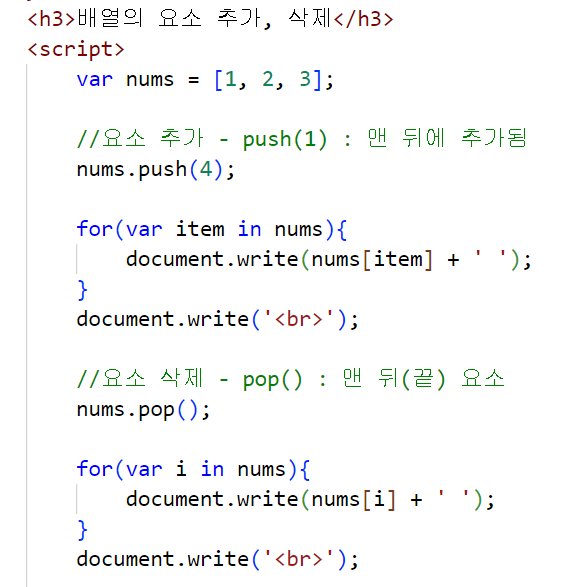 <h3>배열의 요소 추가, 삭제</h3>
<script>
    var nums = [1, 2, 3];

    //요소 추가 - push(1) : 맨 뒤에 추가됨
    nums.push(4);

    for(var item in nums){
        document.write(nums[item] + ' ');
    }
    document.write('<br>');

    //요소 삭제 - pop() : 맨 뒤(끝) 요소
    nums.pop();

    for(var i in nums){
        document.write(nums[i] + ' ');
    }
    document.write('<br>');